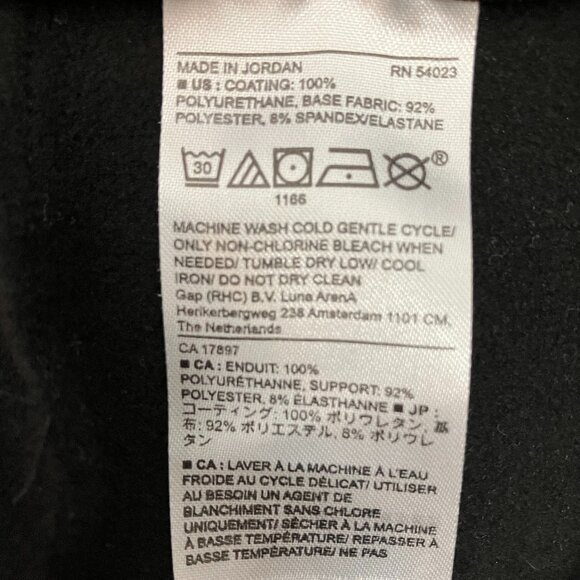 MADE IN JORDAN RN 54023
■ US : COATING: 100%
POLYURETHANE, BASE FABRIC: 92%
POLYESTER, 8% SPANDEX/ELASTANE
30 ®
1166
MACHINE WASH COLD GENTLE CYCLE/
ONLY NON-CHLORINE BLEACH WHEN
NEEDED/ TUMBLE DRY LOW/ COOL
IRON/ DO NOT DRY CLEAN
Gap (RHC) B.V. Luna ArenA
Herikerbergweg 238 Amsterdam 1101 CM,
The Netherlands
CA 17897
■ CA : ENDUIT: 100%
POLYURÉTHANNE, SUPPORT: 92%
POLYESTER, 8% ÉLASTHANNE ■ JP :
コーティング: 100% ポリウレタン, 基
布: 92% ポリエステル, 8% ポリウレ
タン
■ CA : LAVER À LA MACHINE À L'EAU
FROIDE AU CYCLE DÉLICAT/ UTILISER
AU BESOIN UN AGENT DE
BLANCHIMENT SANS CHLORE
UNIQUEMENT/ SÉCHER À LA MACHINE
À BASSE TEMPÉRATURE/ REPASSER À
BASSE TEMPÉRATURE/ NE PAS